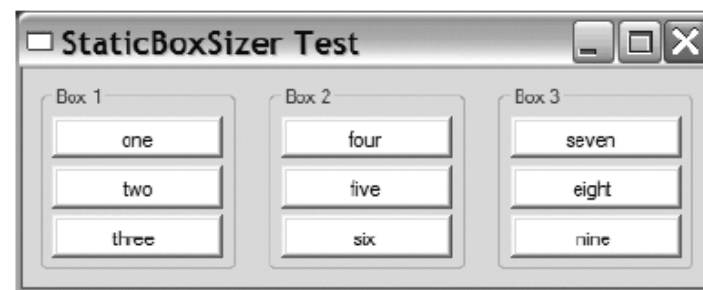 StaticBoxSizer Test
Box 1
one
two
three
Box 2
four
five
six
Box 3
seven
eight
nine